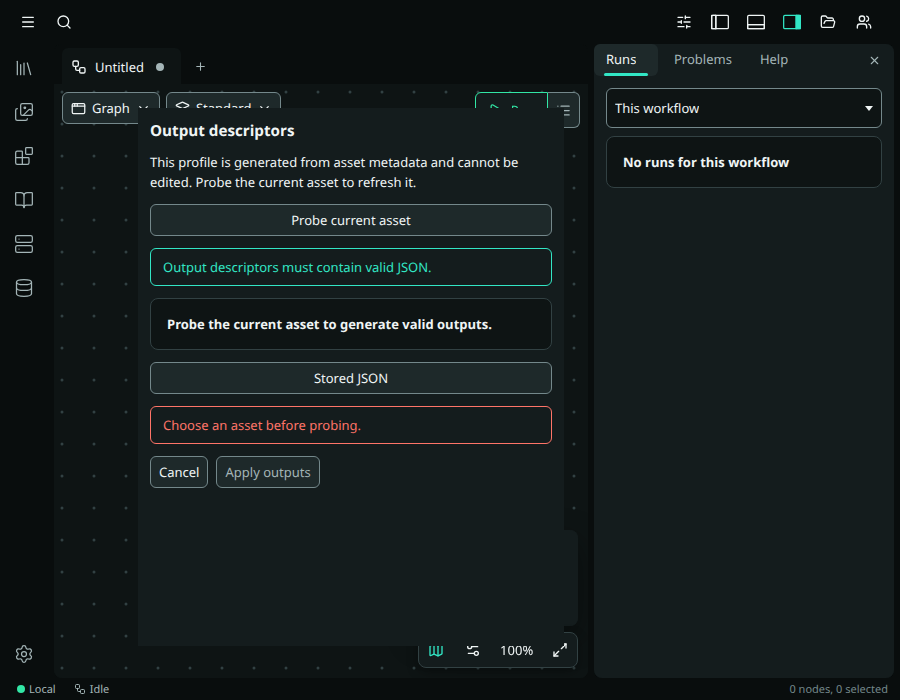 Untitled
Runs
Problems
Help
Graph
This workflow
Output descriptors
This profile is generated from asset metadata and cannot be
edited. Probe the current asset to refresh it.
No runs for this workflow
Probe current asset
Output descriptors must contain valid JSON.
Probe the current asset to generate valid outputs.
Stored JSON
Choose an asset before probing.
Cancel
Apply outputs
100%
Local
Idle
0 nodes, 0 selected